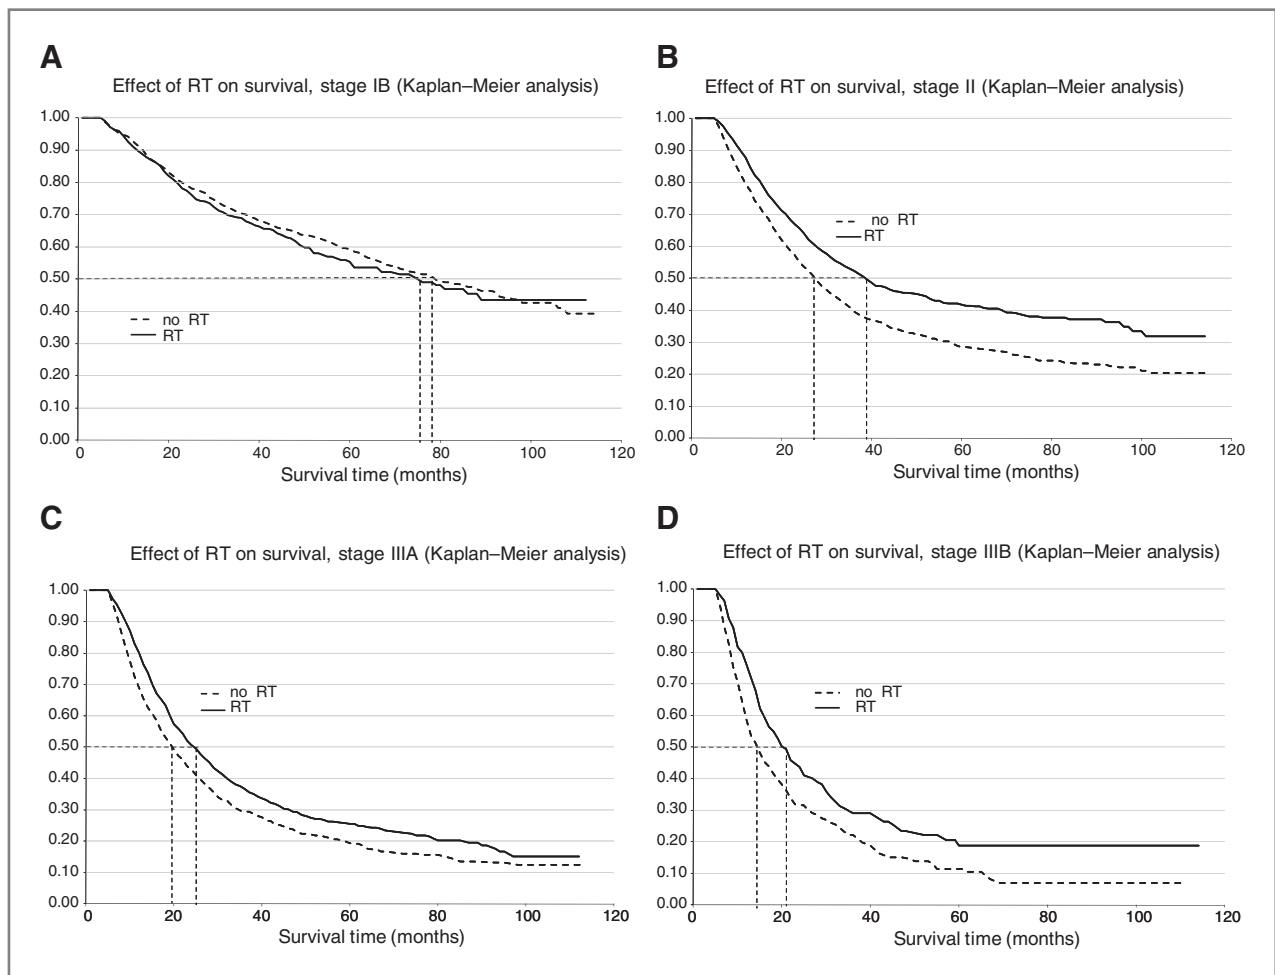 A
Effect of RT on survival, stage IB (Kaplan–Meier analysis)
1.00
0.90
0.80
0.70
0.60
0.50
0.40
0.30
0.20
0.10
0.00
no RT
RT
0 20 40 60 80 100 120
Survival time (months)
B
Effect of RT on survival, stage II (Kaplan–Meier analysis)
1.00
0.90
0.80
0.70
0.60
0.50
0.40
0.30
0.20
0.10
0.00
no RT
RT
0 20 40 60 80 100 120
Survival time (months)
C
Effect of RT on survival, stage IIIA (Kaplan–Meier analysis)
1.00
0.90
0.80
0.70
0.60
0.50
0.40
0.30
0.20
0.10
0.00
no RT
RT
0 20 40 60 80 100 120
Survival time (months)
D
Effect of RT on survival, stage IIIB (Kaplan–Meier analysis)
1.00
0.90
0.80
0.70
0.60
0.50
0.40
0.30
0.20
0.10
0.00
no RT
RT
0 20 40 60 80 100 120
Survival time (months)